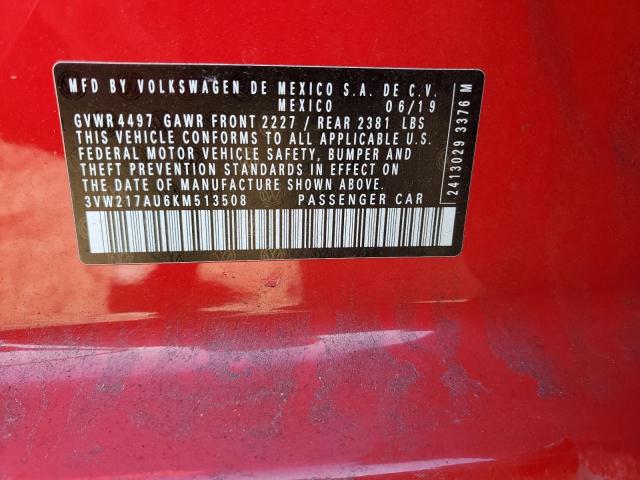 MFD BY VOLKSWAGEN DE MEXICO S.A. DE C.V.
MEXICO 06/19
GVWR4497 GAWR FRONT 2227 / REAR 2381 LBS
THIS VEHICLE CONFORMS TO ALL APPLICABLE U.S.
FEDERAL MOTOR VEHICLE SAFETY, BUMPER AND
THEFT PREVENTION STANDARDS IN EFFECT ON THE
DATE OF MANUFACTURE SHOWN ABOVE
3VW217AU6KM513508 PASSENGER CAR
2413029 3376 M